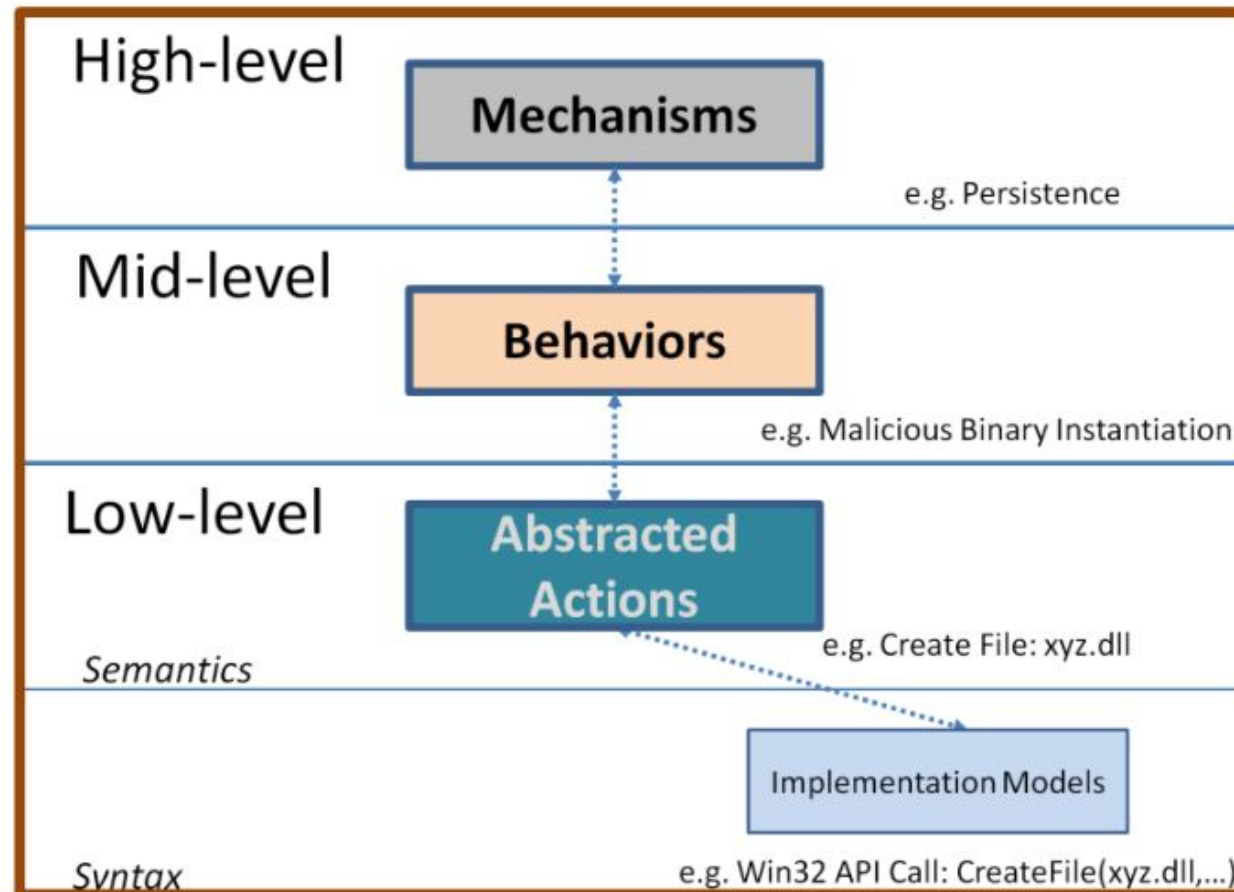 High-level
Mechanisms
e.g. Persistence
Mid-level
Behaviors
e.g. Malicious Binary Instantiation
Low-level
Abstracted
Actions
e.g. Create File: xyz.dll
Semantics
Implementation Models
Syntax
e.g. Win32 API Call: CreateFile(xyz.dll,...)